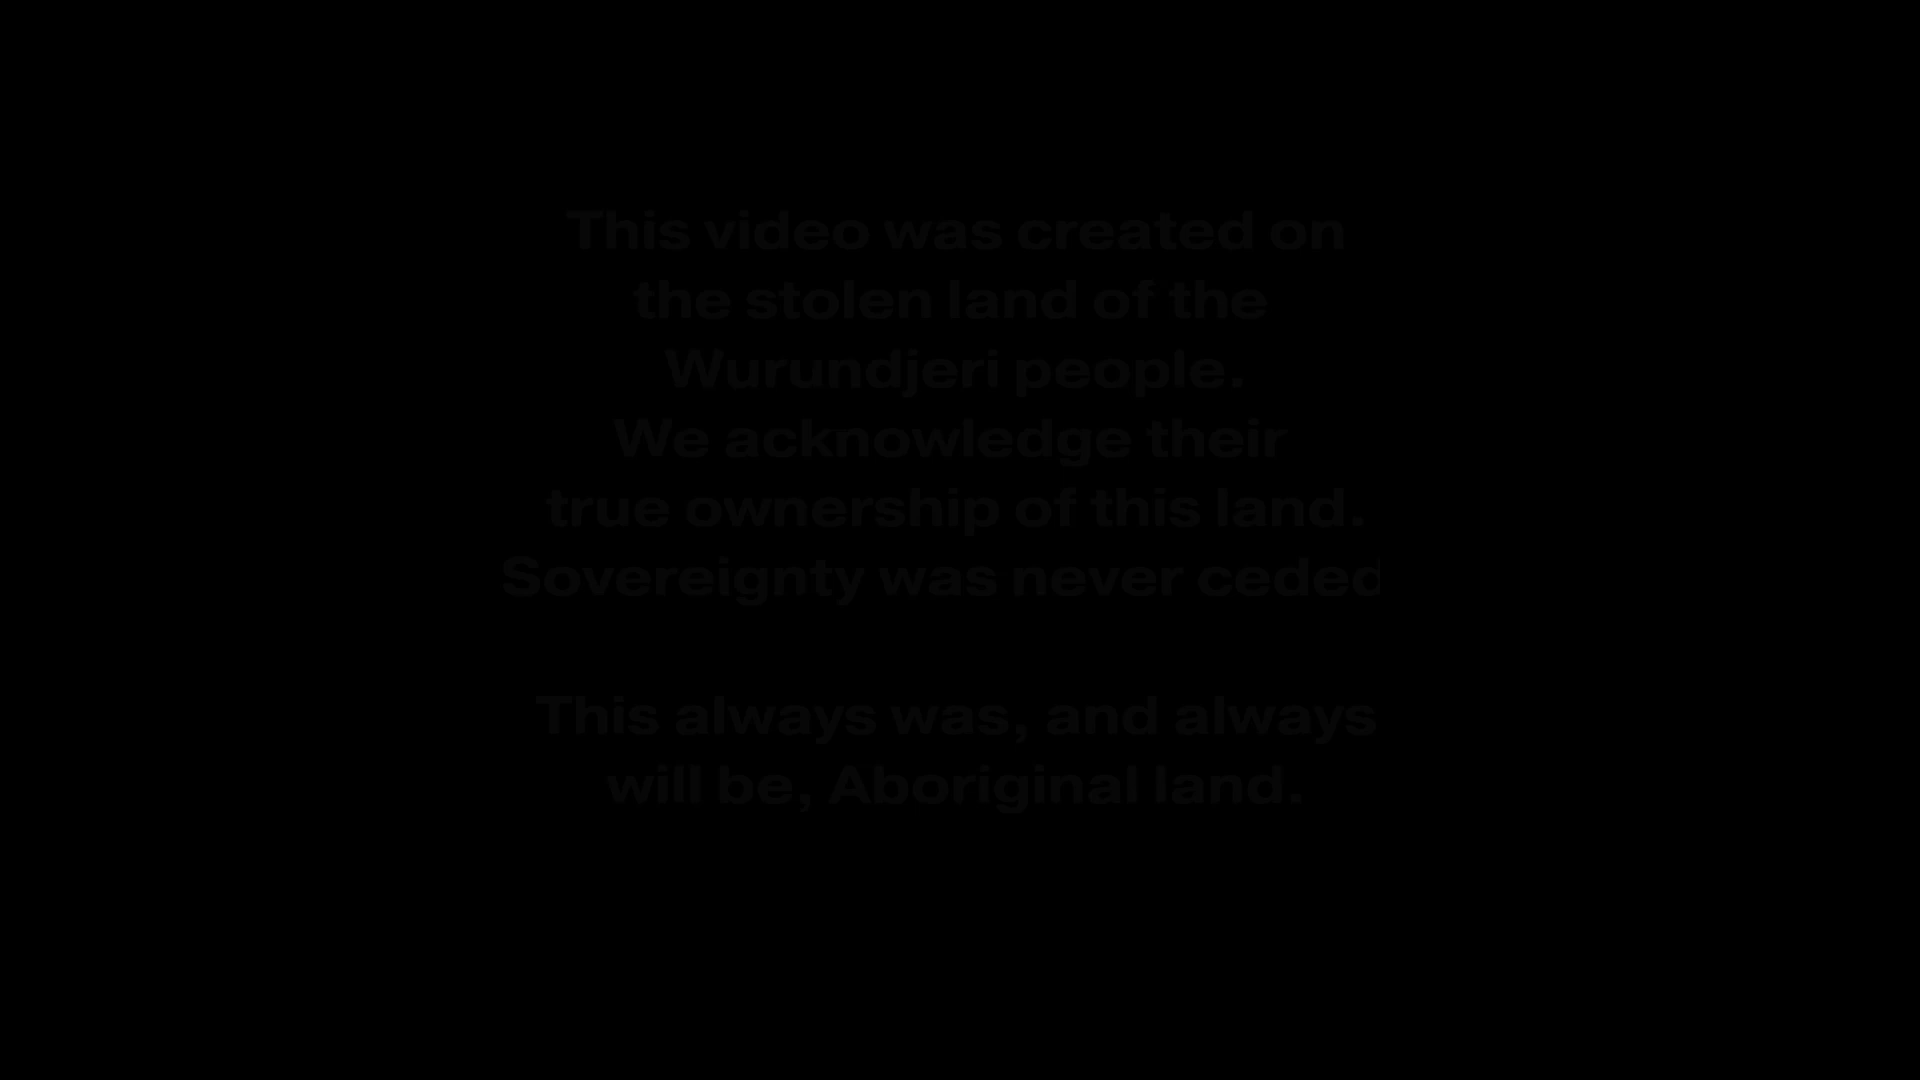 This video was created on
the stolen land of the
Wurundjeri people.
We acknowledge their
true ownership of this land.
Sovereignty was never ceded
This always was, and always
will be, Aboriginal land.